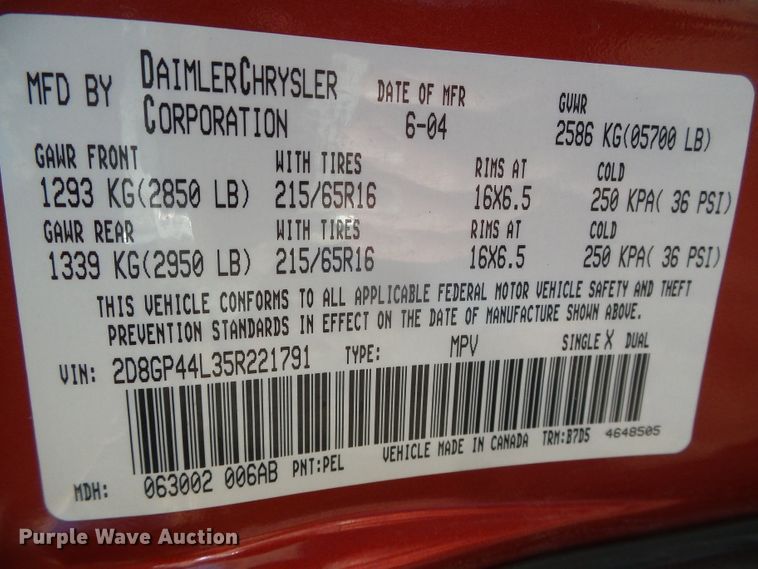 MFD BY DAIMLERCHRYSLER CORPORATION
DATE OF MFR 6-04
GVWR 2586 KG(05700 LB)
GAWR FRONT WITH TIRES RIMS AT COLD
1293 KG(2850 LB) 215/65R16 16X6.5 250 KPA( 36 PSI)
GAWR REAR WITH TIRES RIMS AT COLD
1339 KG(2950 LB) 215/65R16 16X6.5 250 KPA( 36 PSI)
THIS VEHICLE CONFORMS TO ALL APPLICABLE FEDERAL MOTOR VEHICLE SAFETY AND THEFT
PREVENTION STANDARDS IN EFFECT ON THE DATE OF MANUFACTURE SHOWN ABOVE.
VIN: 2D8GP44L35R221791 TYPE: MPV SINGLE X DUAL
MDH: 063002 006AB PNT:PEL VEHICLE MADE IN CANADA TRM:B7D5 4648505
Purple Wave Auction